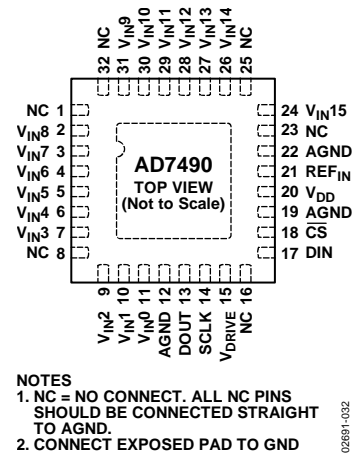 32 NC
31 VIN9
30 VIN10
29 VIN11
28 VIN12
27 VIN13
26 VIN14
25 NC
NC 1
VIN8 2
VIN7 3
VIN6 4
VIN5 5
VIN4 6
VIN3 7
NC 8
AD7490
TOP VIEW
(Not to Scale)
24 VIN15
23 NC
22 AGND
21 REFIN
20 VDD
19 AGND
18 CS
17 DIN
VIN2 9
VIN1 10
VIN0 11
AGND 12
DOUT 13
SCLK 14
VDRIVE 15
NC 16
NOTES
1. NC = NO CONNECT. ALL NC PINS
SHOULD BE CONNECTED STRAIGHT
TO AGND.
2. CONNECT EXPOSED PAD TO GND
02691-032